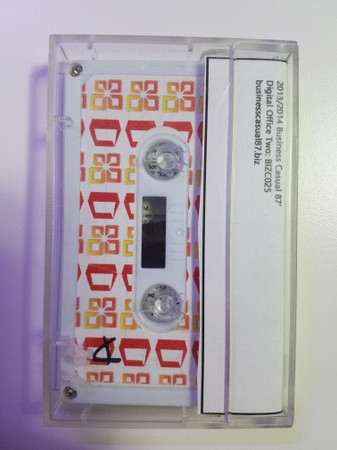 2013/2014 Business Casual 87'
Digital Office Two: BIZC025
businesscasual87.biz
A